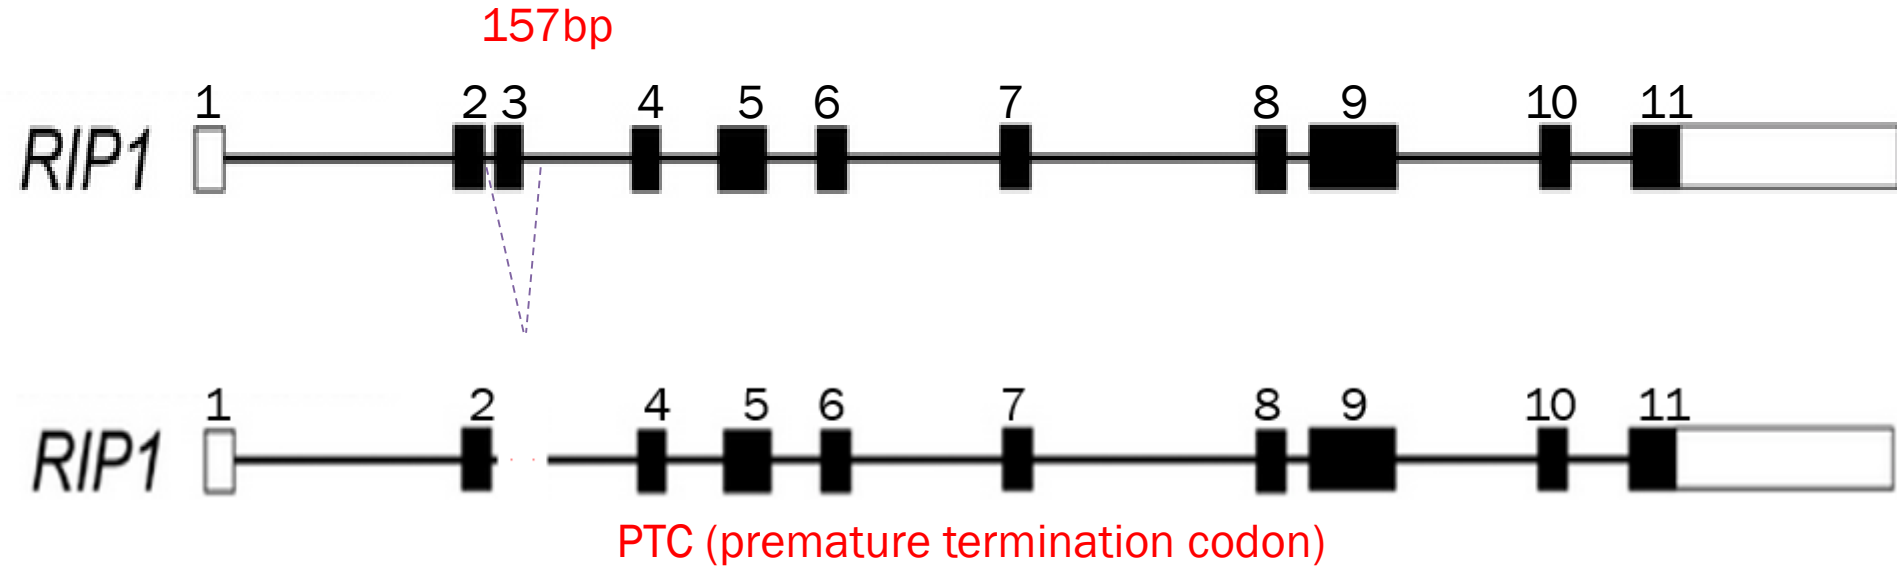 157bp
1 2 3 4 5 6 7 8 9 10 11
RIP1
1 2 4 5 6 7 8 9 10 11
RIP1
PTC (premature termination codon)